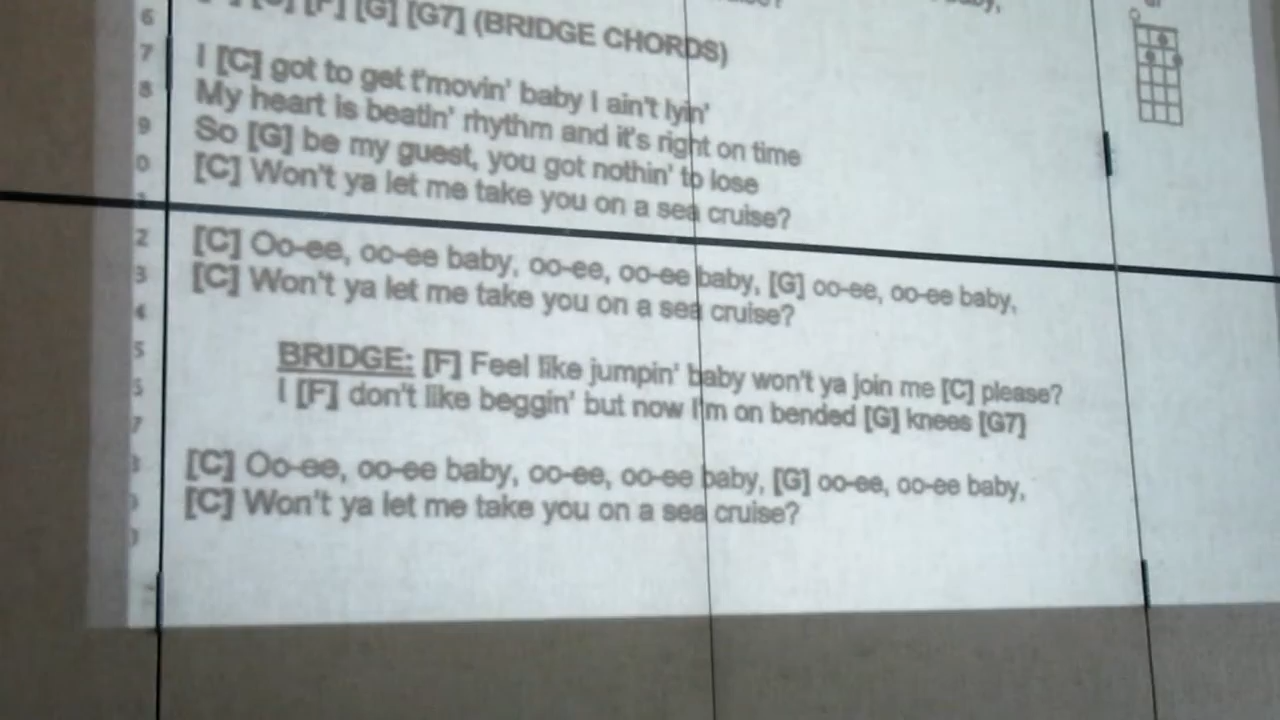 [F] [G] [G7] (BRIDGE CHORDS)
I [C] got to get t'movin' baby I ain't lyin'
My heart is beatin' rhythm and it's right on time
So [G] be my guest, you got nothin' to lose
[C] Won't ya let me take you on a sea cruise?
[C] Oo-ee, oo-ee baby, oo-ee, oo-ee baby, [G] oo-ee, oo-ee baby,
[C] Won't ya let me take you on a sea cruise?
BRIDGE: [F] Feel like jumpin' baby won't ya join me [C] please?
I [F] don't like beggin' but now I'm on bended [G] knees [G7]
[C] Oo-ee, oo-ee baby, oo-ee, oo-ee baby, [G] oo-ee, oo-ee baby,
[C] Won't ya let me take you on a sea cruise?